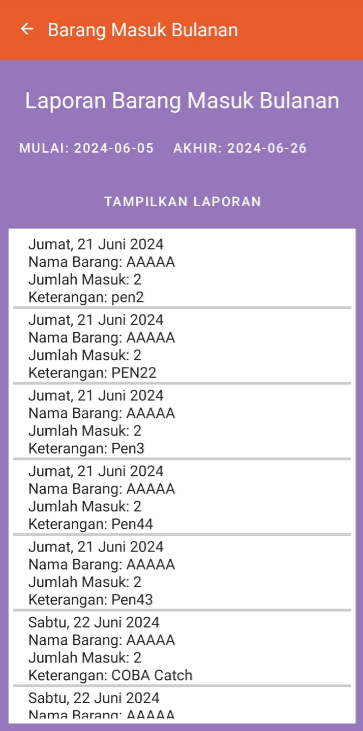 Barang Masuk Bulanan
Laporan Barang Masuk Bulanan
MULAI: 2024-06-05 AKHIR: 2024-06-26
TAMPILKAN LAPORAN
Jumat, 21 Juni 2024
Nama Barang: AAAAA
Jumlah Masuk: 2
Keterangan: pen2
Jumat, 21 Juni 2024
Nama Barang: AAAAA
Jumlah Masuk: 2
Keterangan: PEN22
Jumat, 21 Juni 2024
Nama Barang: AAAAA
Jumlah Masuk: 2
Keterangan: Pen3
Jumat, 21 Juni 2024
Nama Barang: AAAAA
Jumlah Masuk: 2
Keterangan: Pen44
Jumat, 21 Juni 2024
Nama Barang: AAAAA
Jumlah Masuk: 2
Keterangan: Pen43
Sabtu, 22 Juni 2024
Nama Barang: AAAAA
Jumlah Masuk: 2
Keterangan: COBA Catch
Sabtu, 22 Juni 2024
Nama Barang: AAAAA